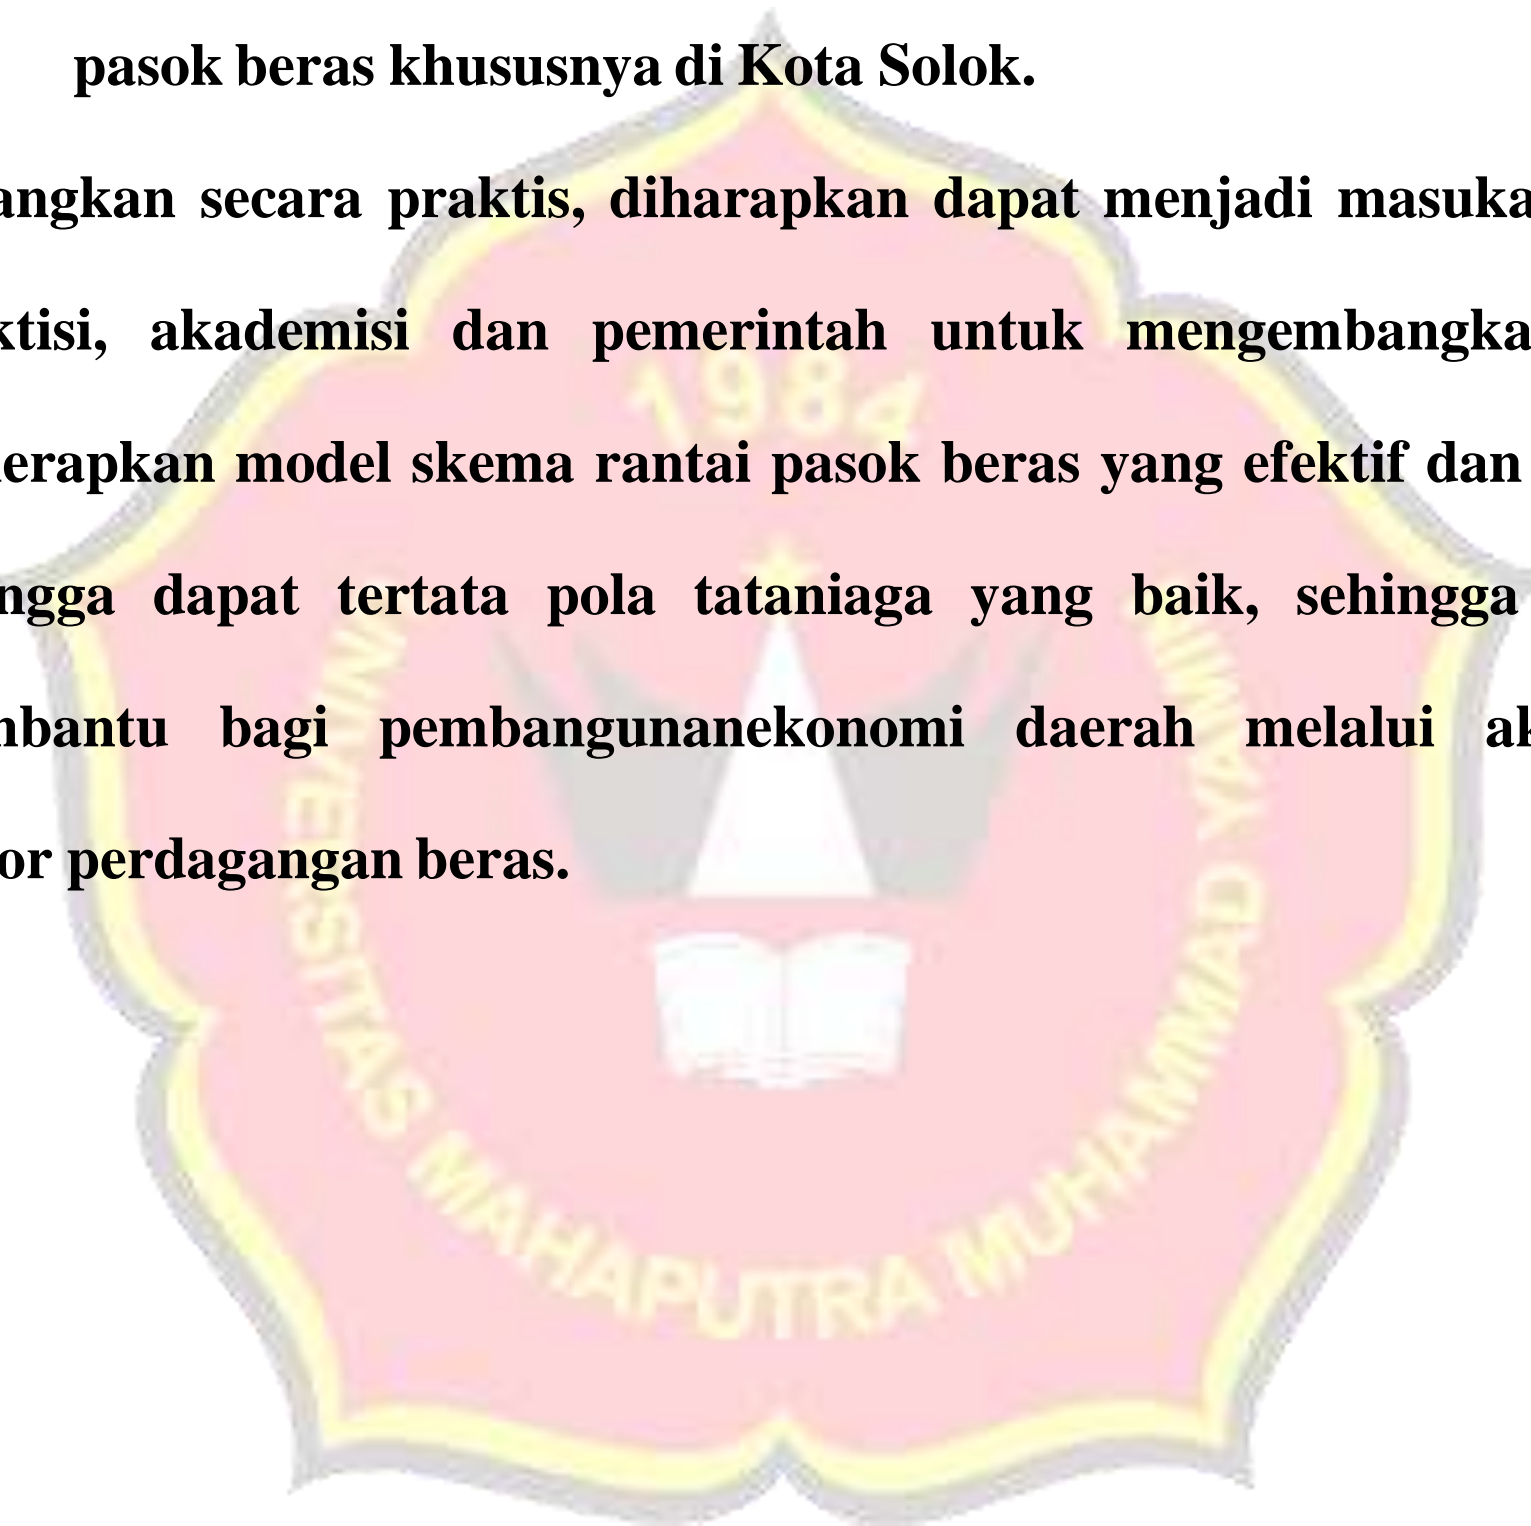 pasok beras khususnya di Kota Solok.
angkan secara praktis, diharapkan dapat menjadi masuka
ktisi, akademisi dan pemerintah untuk mengembangka
erapkan model skema rantai pasok beras yang efektif dan
ngga dapat tertata pola tataniaga yang baik, sehingga
bantu bagi pembangunanekonomi daerah melalui ak
or perdagangan beras.
1984
UNIVERSITAS MAHAPUTRA MUHAMMAD YAMIN